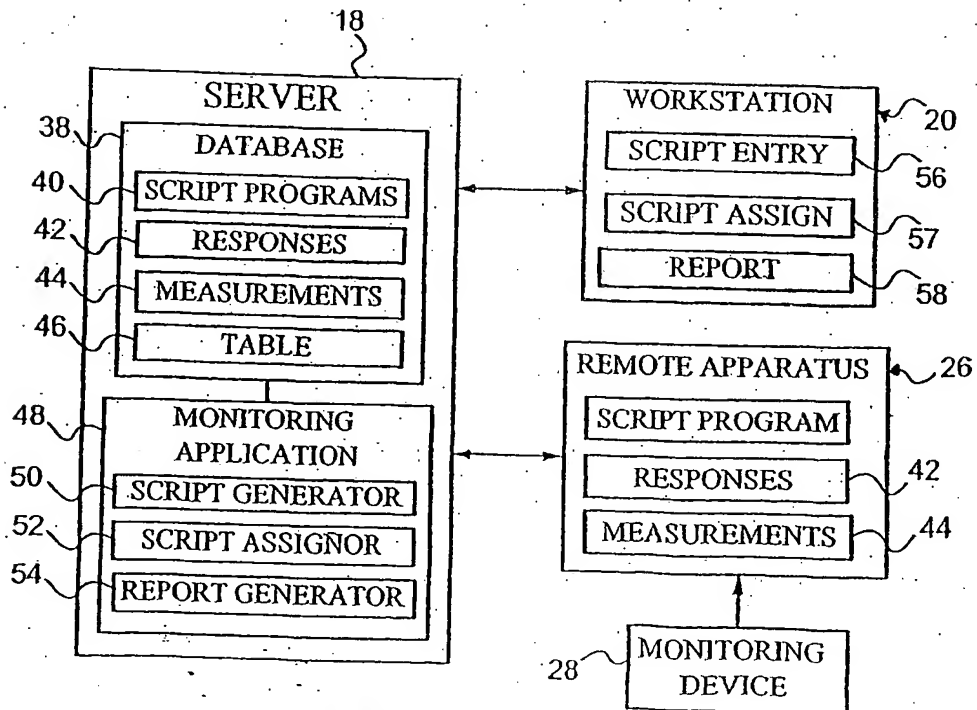 18
SERVER
38
DATABASE
40
SCRIPT PROGRAMS
42
RESPONSES
44
MEASUREMENTS
46
TABLE
48
MONITORING
APPLICATION
50
SCRIPT GENERATOR
52
SCRIPT ASSIGNOR
54
REPORT GENERATOR
WORKSTATION
20
SCRIPT ENTRY
56
SCRIPT ASSIGN
57
REPORT
58
REMOTE APPARATUS
26
SCRIPT PROGRAM
RESPONSES
42
MEASUREMENTS
44
28
MONITORING
DEVICE